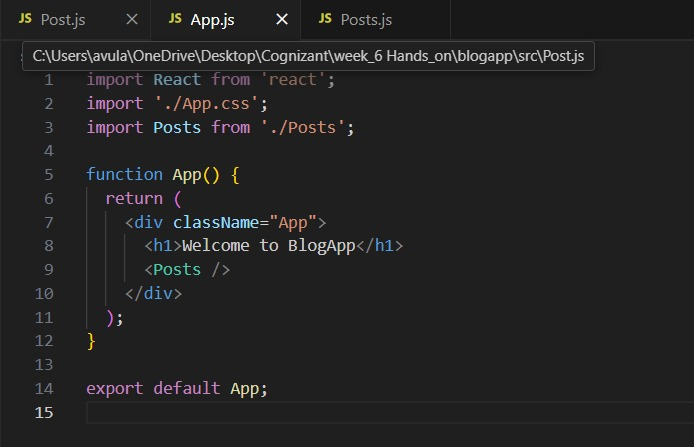 JS Post.js × JS App.js × JS Posts.js
C:\Users\avula\OneDrive\Desktop\Cognizant\week_6 Hands_on\blogapp\src\Post.js
1 import React from 'react';
2 import './App.css';
3 import Posts from './Posts';
4
5 function App() {
6   return (
7     <div className="App">
8       <h1>Welcome to BlogApp</h1>
9       <Posts />
10     </div>
11   );
12 }
13
14 export default App;
15